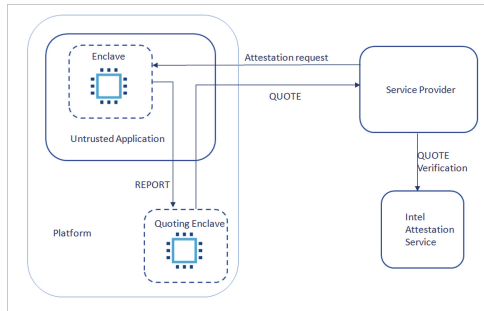 Enclave
Attestation request
QUOTE
Service Provider
Untrusted Application
QUOTE
Verification
REPORT
Quoting Enclave
Platform
Intel
Attestation
Service